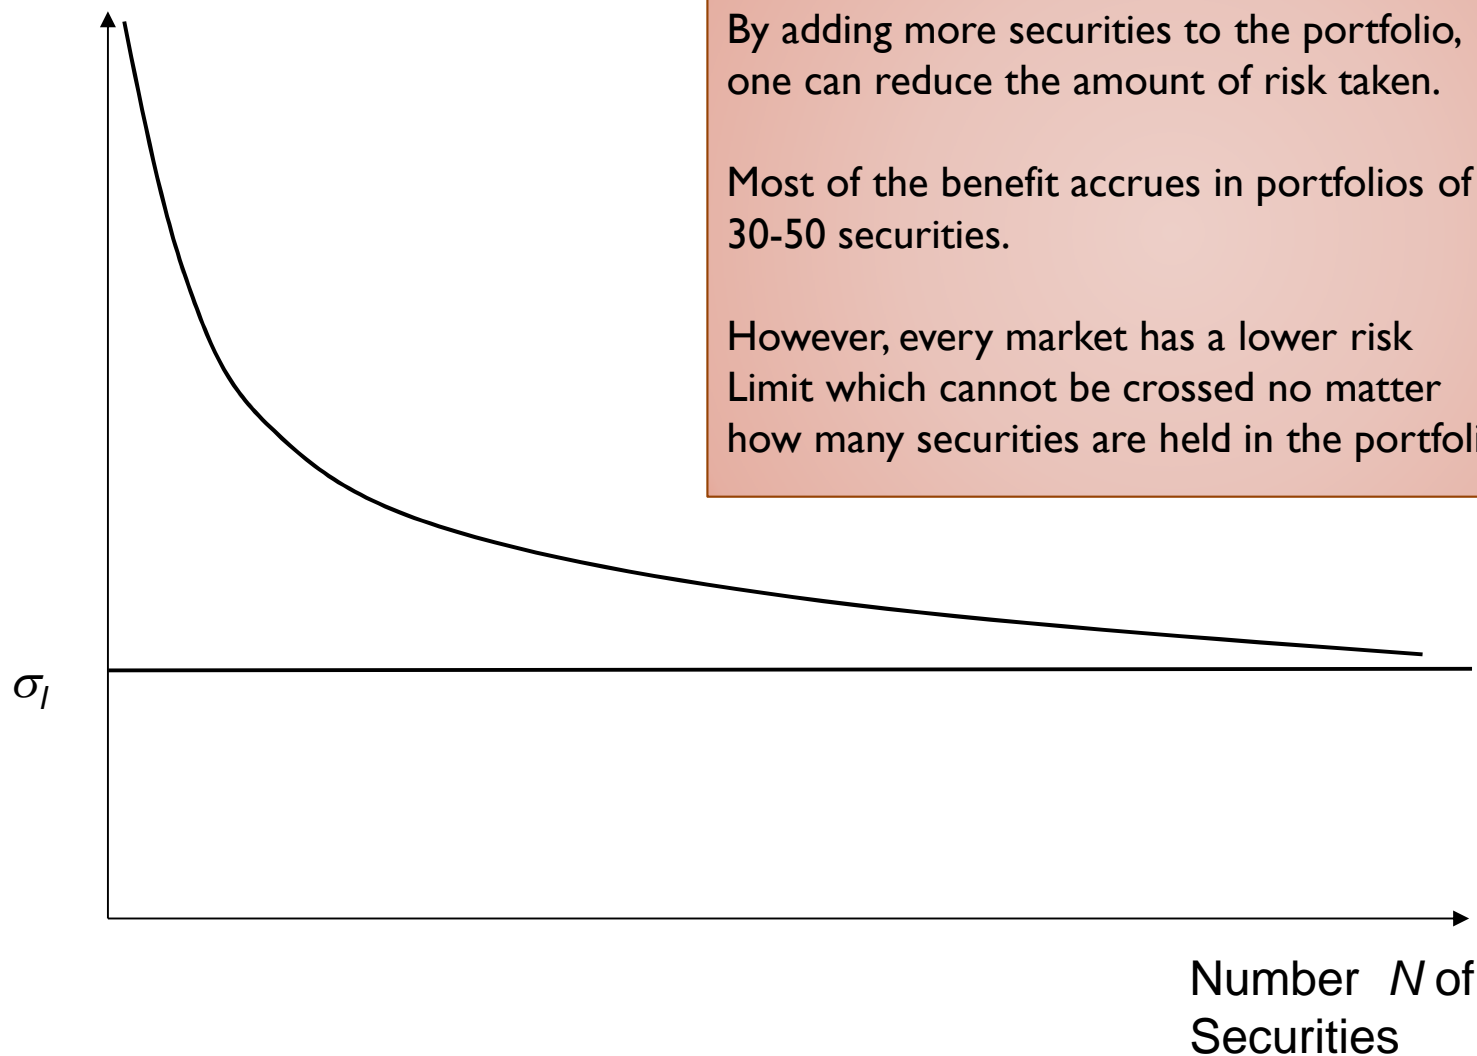 By adding more securities to the portfolio,
one can reduce the amount of risk taken.
Most of the benefit accrues in portfolios of
30-50 securities.
However, every market has a lower risk
Limit which cannot be crossed no matter
how many securities are held in the portfoli
σI
Number N of
Securities